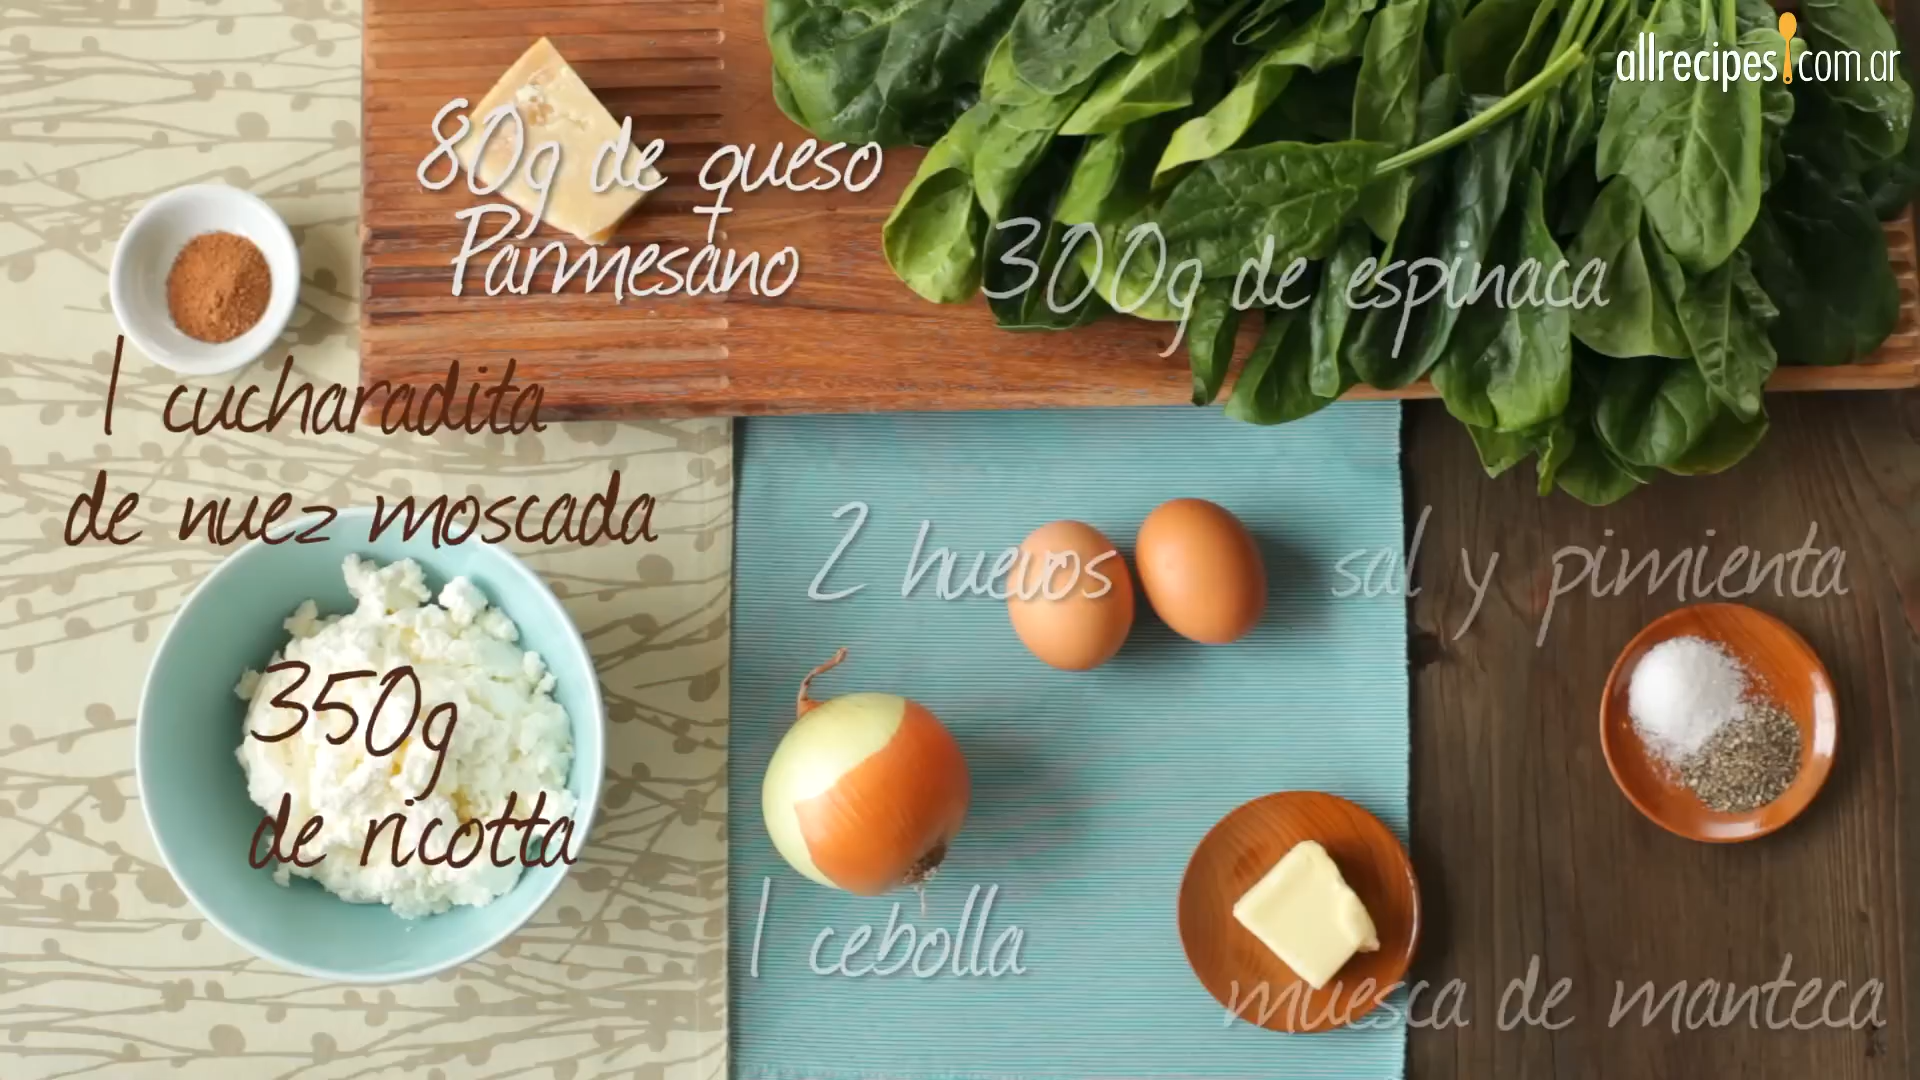 allrecipes.com.ar
80g de queso
Parmesano
300g de espinaca
1 cucharadita
de nuez moscada
2 huevos
sal y pimienta
350g
de ricotta
1 cebolla
muesca de manteca